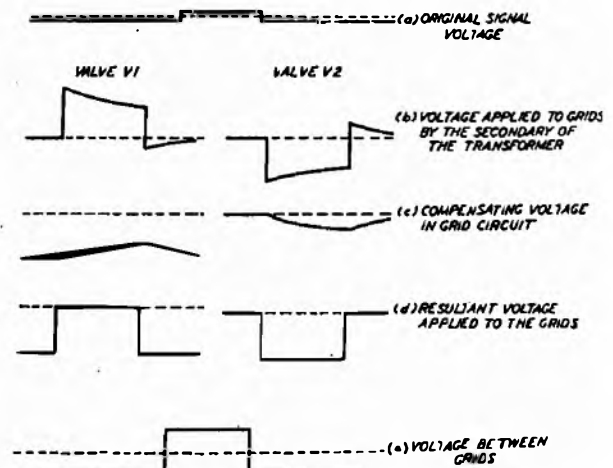 (a) ORIGINAL SIGNAL
VOLTAGE
VALVE V1
VALVE V2
(b) VOLTAGE APPLIED TO GRIDS
BY THE SECONDARY OF
THE TRANSFORMER
(c) COMPENSATING VOLTAGE
IN GRID CIRCUIT
(d) RESULTANT VOLTAGE
APPLIED TO THE GRIDS
(e) VOLTAGE BETWEEN
GRIDS